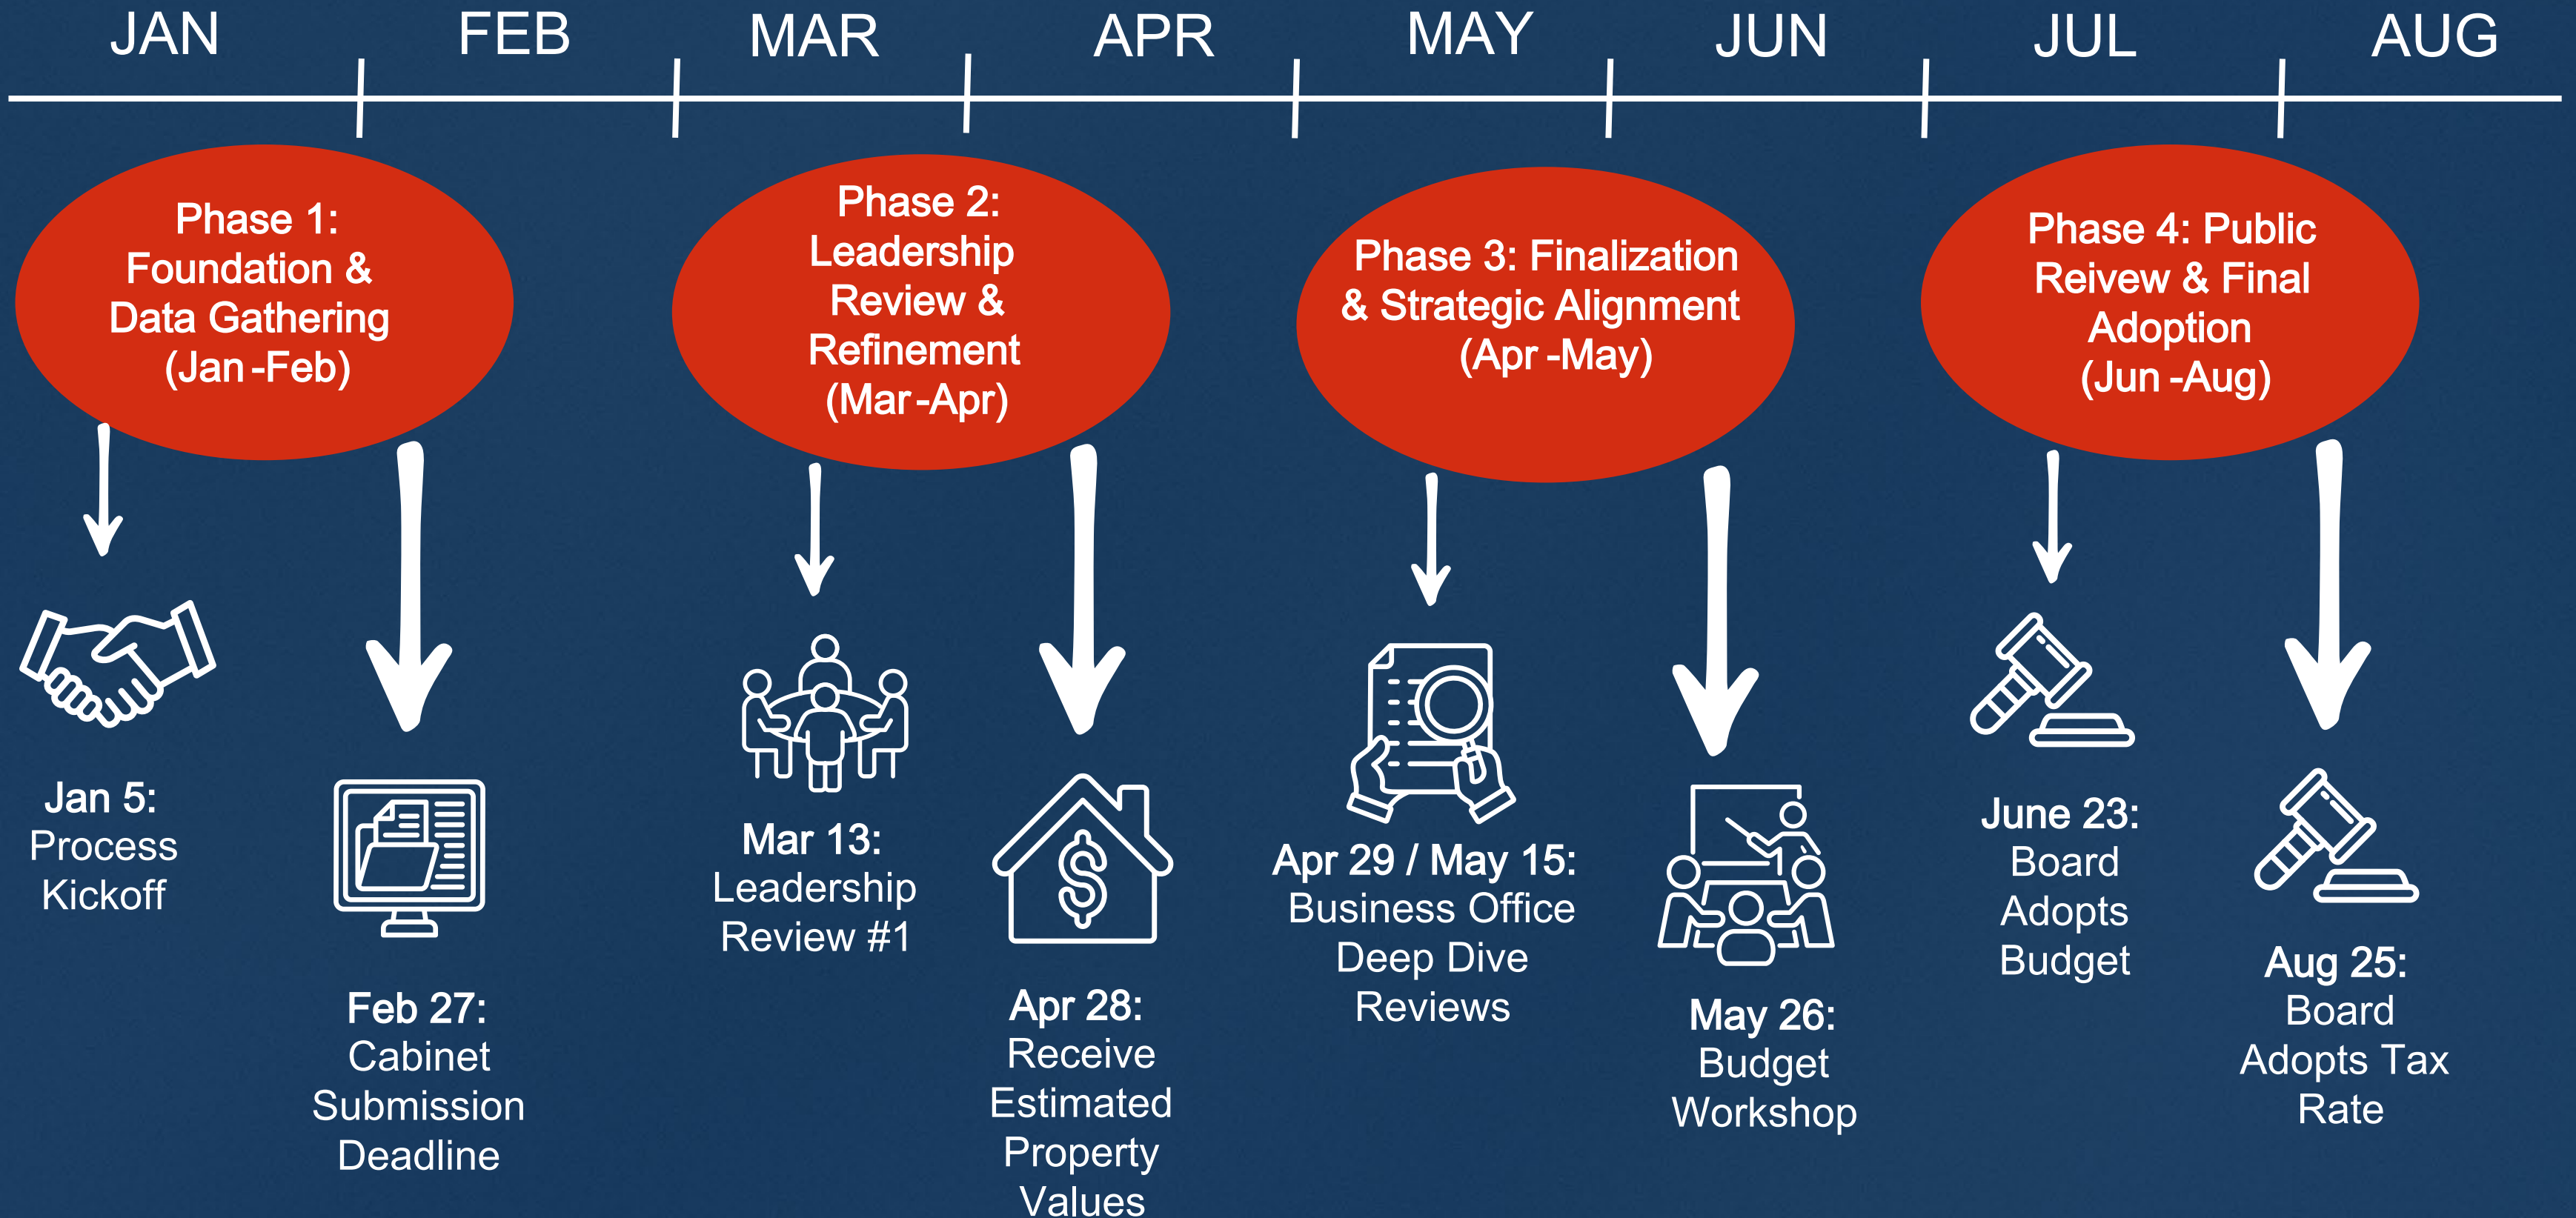 JAN
FEB
MAR
APR
MAY
JUN
JUL
AUG
Phase 1:
Foundation &
Data Gathering
(Jan-Feb)
Phase 2:
Leadership
Review &
Refinement
(Mar-Apr)
Phase 3: Finalization
& Strategic Alignment
(Apr-May)
Phase 4: Public
Reivew & Final
Adoption
(Jun-Aug)
Jan 5:
Process
Kickoff
Feb 27:
Cabinet
Submission
Deadline
Mar 13:
Leadership
Review #1
Apr 28:
Receive
Estimated
Property
Values
Apr 29 / May 15:
Business Office
Deep Dive
Reviews
May 26:
Budget
Workshop
June 23:
Board
Adopts
Budget
Aug 25:
Board
Adopts Tax
Rate